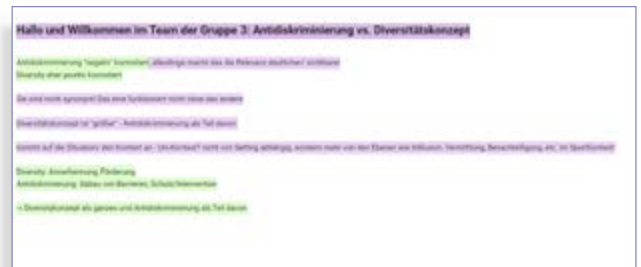 Hallo und Willkommen im Team der Gruppe 3: Antidiskriminierung vs. Diversitätskonzept
Antidiskriminierung "negativ" konnotiert, allerdings macht das die Relevanz deutlicher/ sichtbarer
Diversity eher positiv konnotiert
Sie sind nicht synonym! Das eine funktioniert nicht ohne das andere
Diversitätskonzept ist "größer" - Antidiskriminierung als Teil davon
kommt auf die Situation/ den Kontext an - nicht von Setting abhängig, sondern mehr von den Ebenen wie Inklusion, Vermittlung, Benachteiligung, etc. im Sportkontext
Diversity: Anerkennung, Förderung
Antidiskriminierung: Abbau von Barrieren, Schutz/Intervention
-> Diversitätskonzept als ganzes und Antidiskriminierung als Teil davon